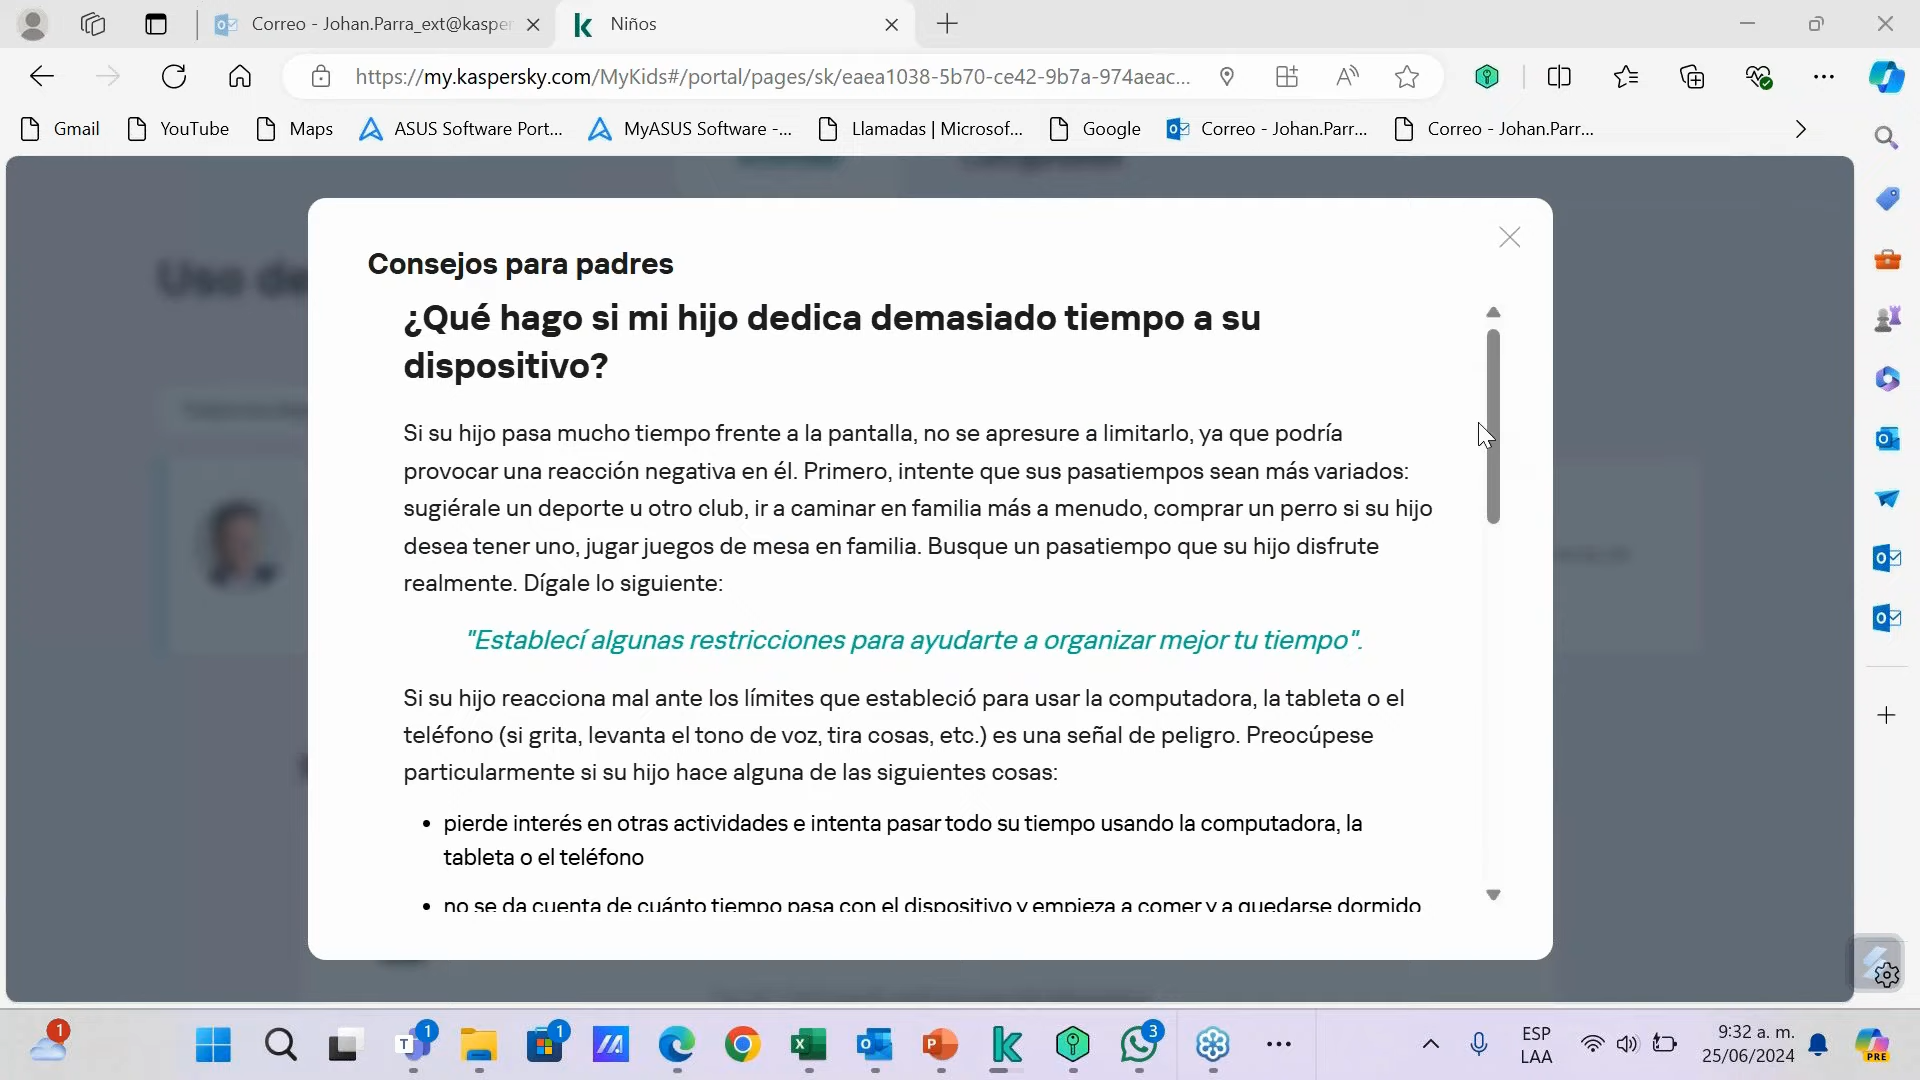 Correo - Johan.Parra_ext@kasper
Niños
https://my.kaspersky.com/MyKids#/portal/pages/sk/eaea1038-5b70-ce42-9b7a-974aeac...
Gmail
YouTube
Maps
ASUS Software Port...
MyASUS Software -...
Llamadas | Microsof...
Google
Correo - Johan.Parr...
Correo - Johan.Parr...
Uso de
Consejos para padres
¿Qué hago si mi hijo dedica demasiado tiempo a su
dispositivo?
Si su hijo pasa mucho tiempo frente a la pantalla, no se apresure a limitarlo, ya que podría
provocar una reacción negativa en él. Primero, intente que sus pasatiempos sean más variados:
sugiérale un deporte u otro club, ir a caminar en familia más a menudo, comprar un perro si su hijo
desea tener uno, jugar juegos de mesa en familia. Busque un pasatiempo que su hijo disfrute
realmente. Dígale lo siguiente:
"Establecí algunas restricciones para ayudarte a organizar mejor tu tiempo".
Si su hijo reacciona mal ante los límites que estableció para usar la computadora, la tableta o el
teléfono (si grita, levanta el tono de voz, tira cosas, etc.) es una señal de peligro. Preocúpese
particularmente si su hijo hace alguna de las siguientes cosas:
• pierde interés en otras actividades e intenta pasar todo su tiempo usando la computadora, la
tableta o el teléfono
• no se da cuenta de cuánto tiempo pasa con el dispositivo y empieza a comer y a quedarse dormido
1
1
1
3
ESP
LAA
9:32 a. m.
25/06/2024
PRE